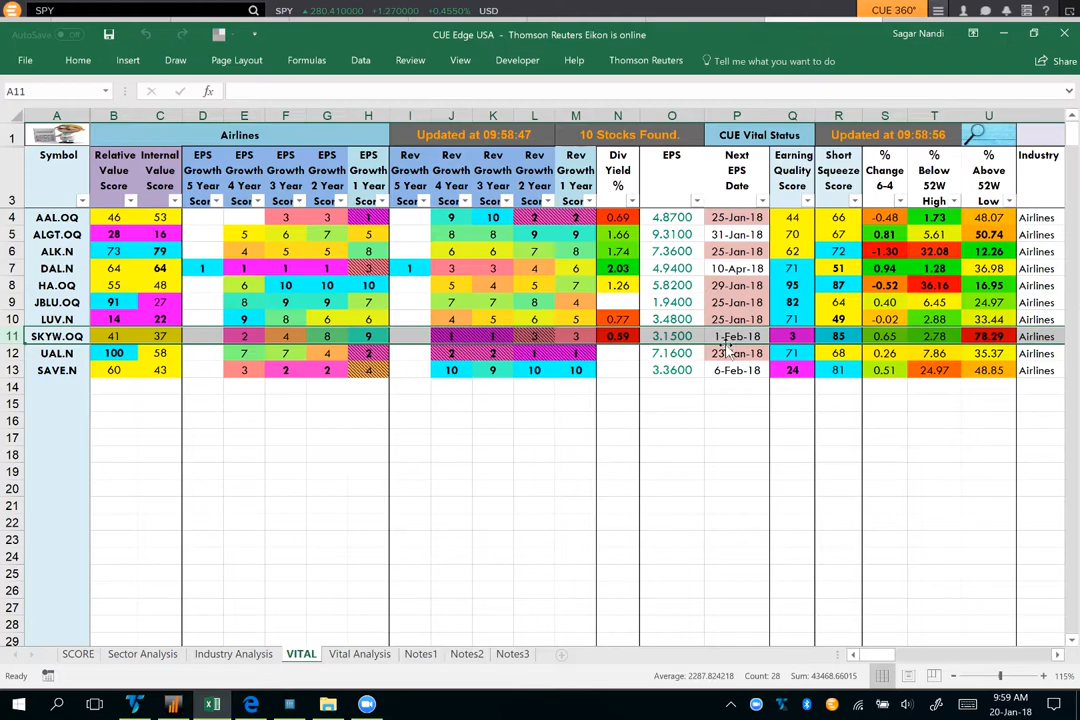 SPY SPY 280.410000 +1.270000 +0.4550% USD CUE 360°
AutoSave Off CUE Edge USA - Thomson Reuters Eikon is online Sagar Nandi
File Home Insert Draw Page Layout Formulas Data Review View Developer Help Thomson Reuters Tell me what you want to do Share
A11 fx
A B C D E F G H I J K L M N O P Q R S T U
1 Airlines Updated at 09:58:47 10 Stocks Found. CUE Vital Status Updated at 09:58:56
3 Symbol Relative Value Score Internal Value Score EPS Growth 5 Year Scor EPS Growth 4 Year Scor EPS Growth 3 Year Scor EPS Growth 2 Year Scor EPS Growth 1 Year Scor Rev Growth 5 Year Scor Rev Growth 4 Year Scor Rev Growth 3 Year Scor Rev Growth 2 Year Scor Rev Growth 1 Year Scor Div Yield % EPS Next EPS Date Earning Quality Score Short Squeeze Score % Change 6-4 % Below 52W High % Above 52W Low Industry
4 AAL.OQ 46 53 3 3 1 9 10 2 2 0.69 4.8700 25-Jan-18 44 66 -0.48 1.73 48.07 Airlines
5 ALGT.OQ 28 16 5 6 7 5 8 8 9 9 1.66 9.3100 31-Jan-18 70 67 0.81 5.61 50.74 Airlines
6 ALK.N 73 79 4 5 5 8 6 6 7 8 1.74 7.3600 25-Jan-18 62 72 -1.30 32.08 12.26 Airlines
7 DAL.N 64 64 1 1 1 1 3 1 3 3 4 6 2.03 4.9400 10-Apr-18 71 51 0.94 1.28 36.98 Airlines
8 HA.OQ 55 48 6 10 10 10 5 4 5 7 1.26 5.8200 29-Jan-18 95 87 -0.52 36.16 16.95 Airlines
9 JBLU.OQ 91 27 8 9 9 7 7 7 8 4 1.9400 25-Jan-18 82 64 0.40 6.45 24.97 Airlines
10 LUV.N 14 22 9 8 6 6 4 5 6 5 0.77 3.4800 25-Jan-18 71 49 -0.02 2.88 33.44 Airlines
11 SKYW.OQ 41 37 2 4 8 9 1 1 3 3 0.59 3.1500 1-Feb-18 3 85 0.65 2.78 78.29 Airlines
12 UAL.N 100 58 7 7 4 2 2 2 1 1 7.1600 23-Jan-18 71 68 0.26 7.86 35.37 Airlines
13 SAVE.N 60 43 3 2 2 4 10 9 10 10 3.3600 6-Feb-18 24 81 0.51 24.97 48.85 Airlines
14
15
16
17
18
19
20
21
22
23
24
25
26
27
28
29
SCORE Sector Analysis Industry Analysis VITAL Vital Analysis Notes1 Notes2 Notes3
Ready Average: 2287.824218 Count: 28 Sum: 43468.66015 115%
9:59 AM
20-Jan-18